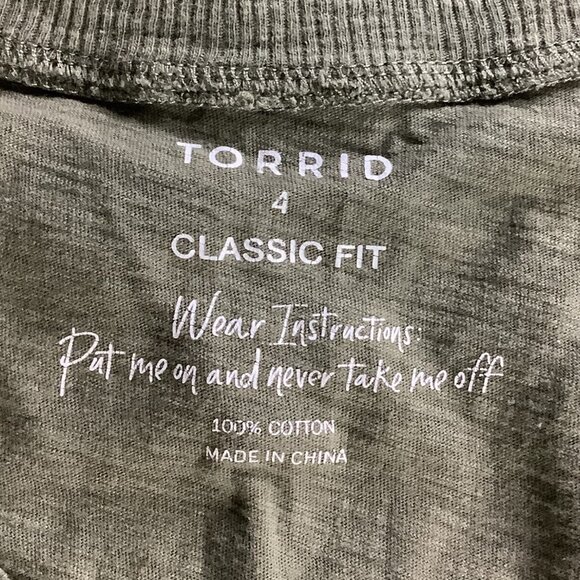 TORRID
4
CLASSIC FIT
Wear Instructions:
Put me on and never take me off
100% COTTON
MADE IN CHINA